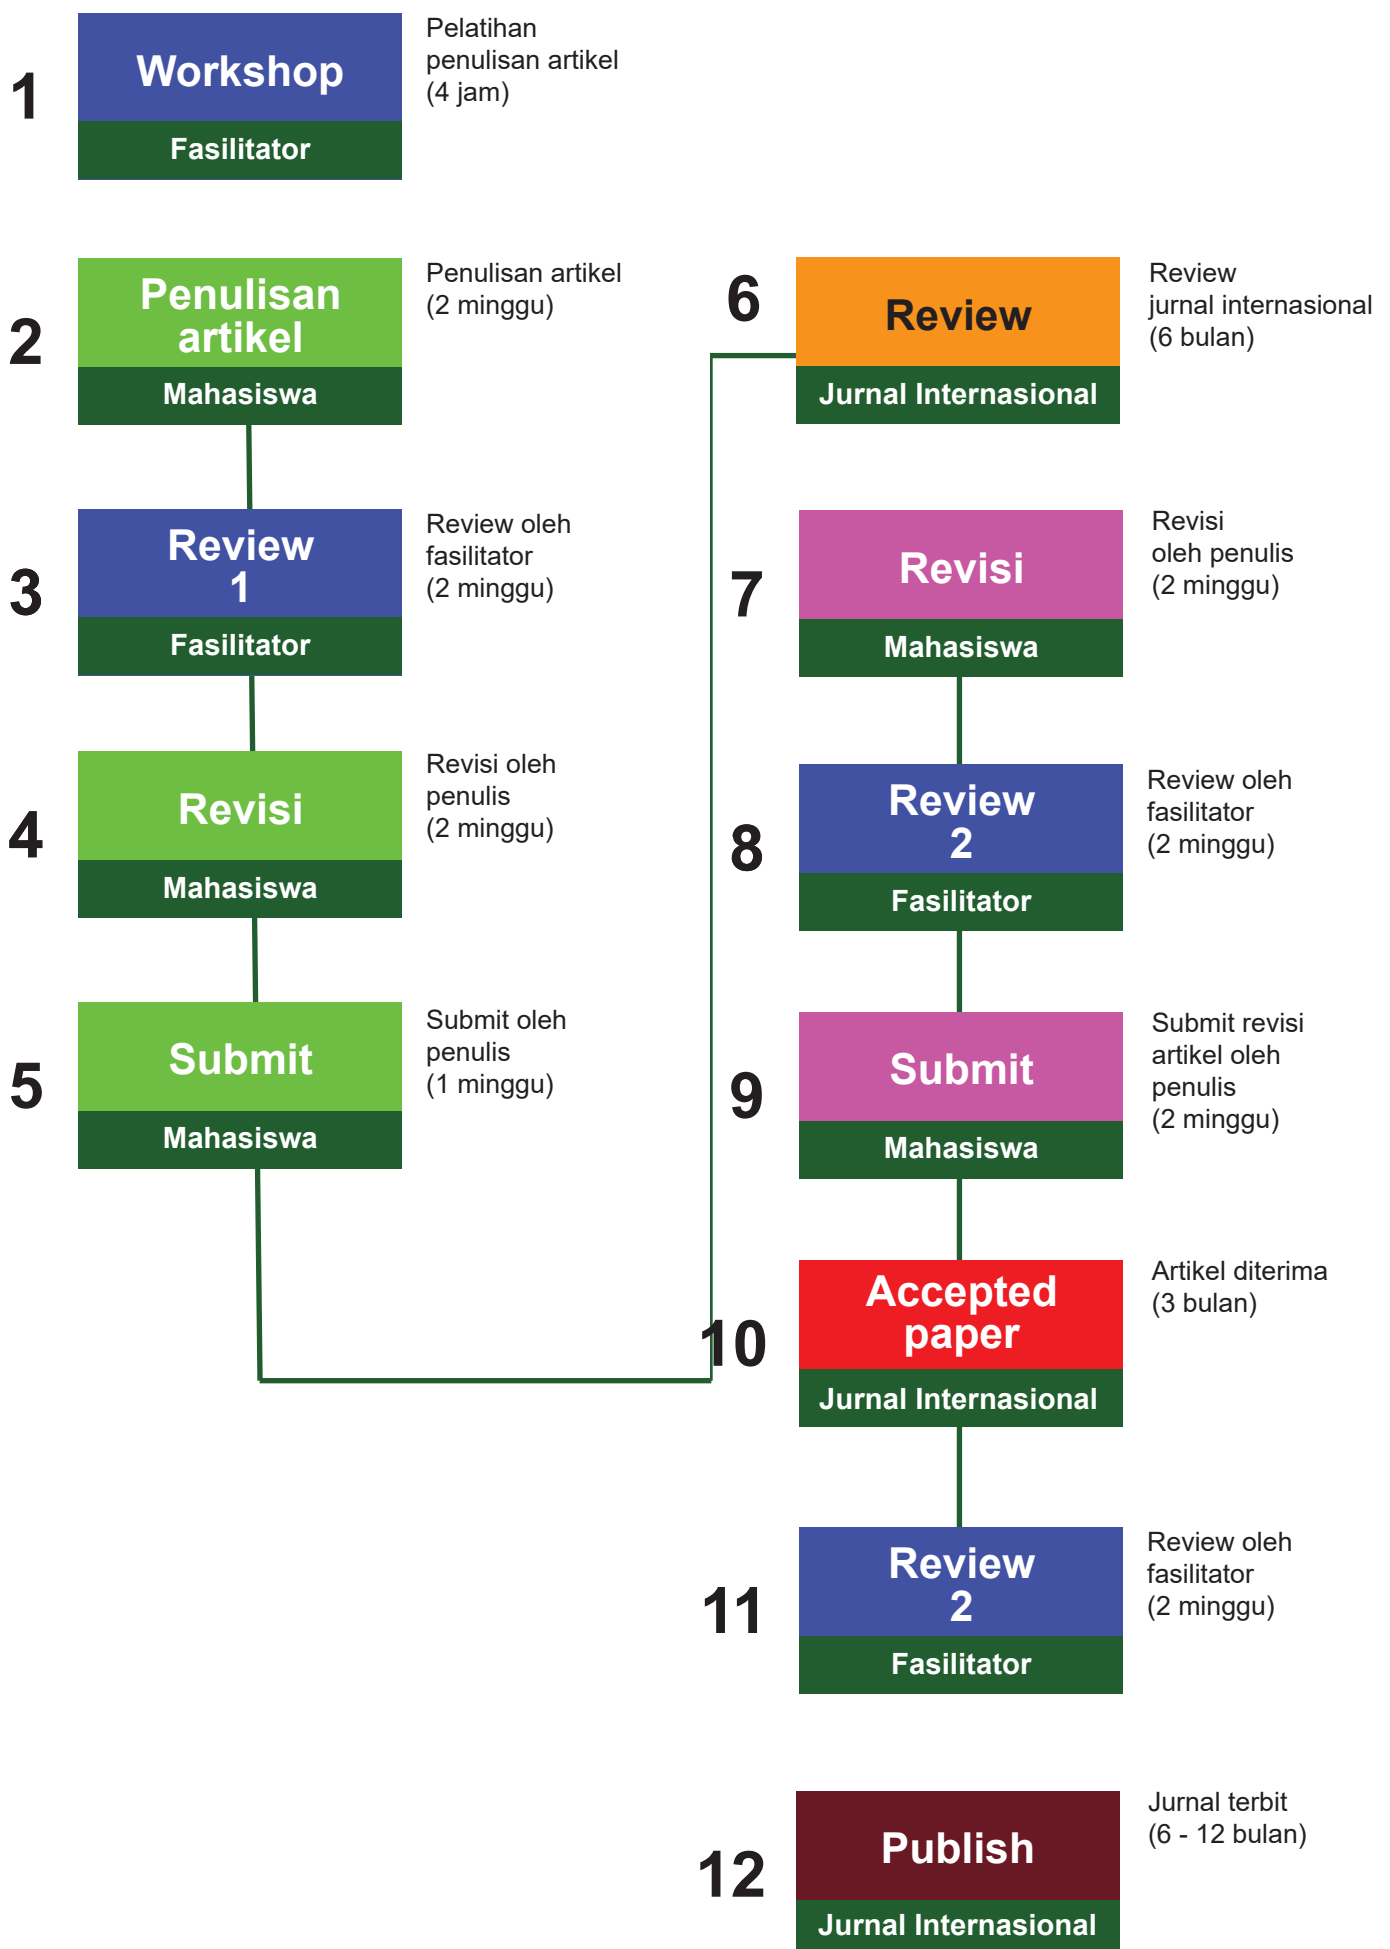 1
Workshop
Fasilitator
Pelatihan
penulisan artikel
(4 jam)
2
Penulisan
artikel
Mahasiswa
Penulisan artikel
(2 minggu)
3
Review
1
Fasilitator
Review oleh
fasilitator
(2 minggu)
4
Revisi
Mahasiswa
Revisi oleh
penulis
(2 minggu)
5
Submit
Mahasiswa
Submit oleh
penulis
(1 minggu)
6
Review
Jurnal Internasional
Review
jurnal internasional
(6 bulan)
7
Revisi
Mahasiswa
Revisi
oleh penulis
(2 minggu)
8
Review
2
Fasilitator
Review oleh
fasilitator
(2 minggu)
9
Submit
Mahasiswa
Submit revisi
artikel oleh
penulis
(2 minggu)
10
Accepted
paper
Jurnal Internasional
Artikel diterima
(3 bulan)
11
Review
2
Fasilitator
Review oleh
fasilitator
(2 minggu)
12
Publish
Jurnal Internasional
Jurnal terbit
(6 - 12 bulan)